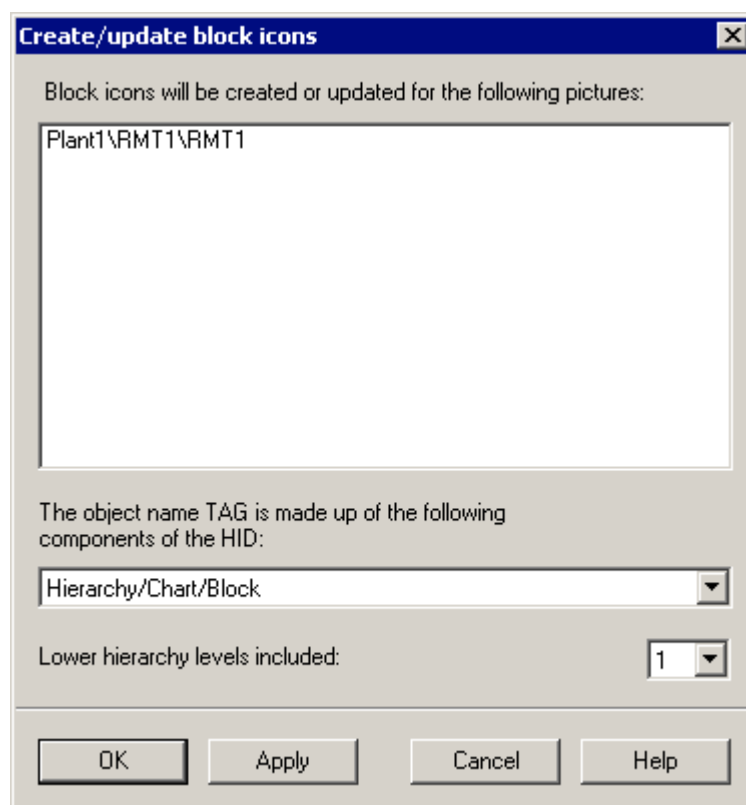 Create/update block icons
Block icons will be created or updated for the following pictures:
Plant1\RMT1\RMT1
The object name TAG is made up of the following
components of the HID:
Hierarchy/Chart/Block
Lower hierarchy levels included:
1
OK
Apply
Cancel
Help